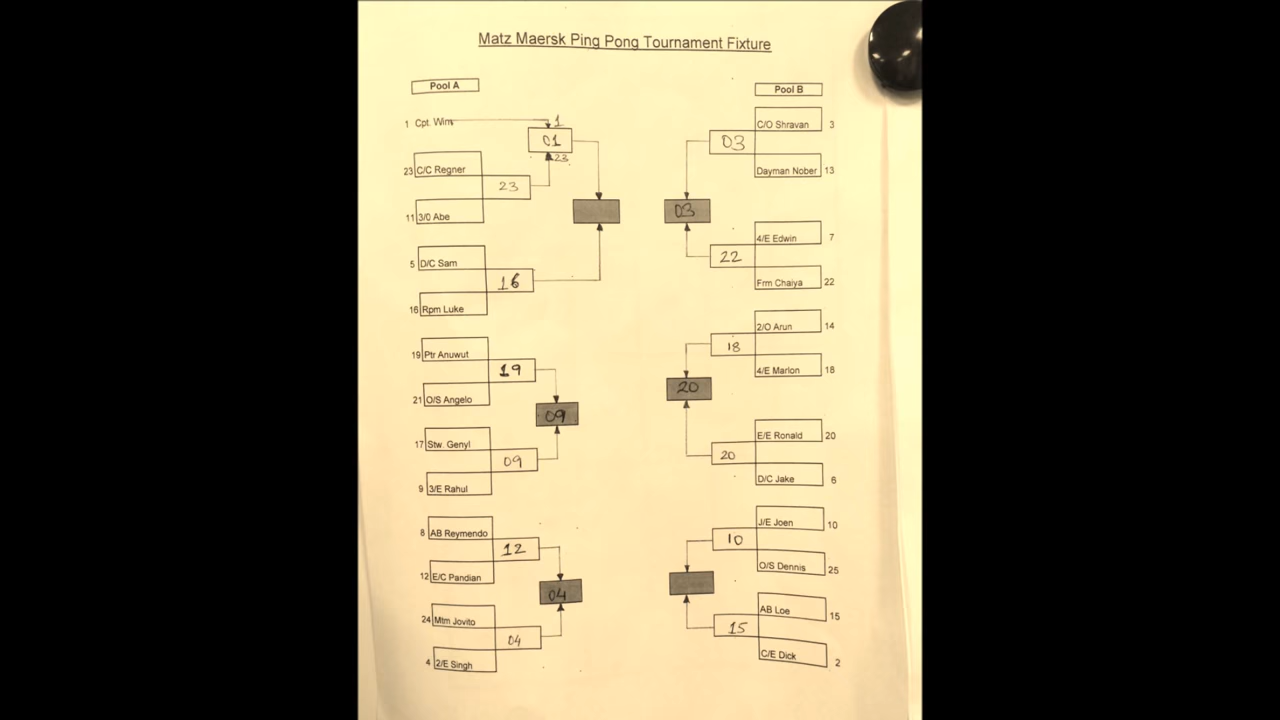 Matz Maersk Ping Pong Tournament Fixture
Pool A
1 Cpt. Wim
1
01
23
23 C/C Regner
23
11 3/0 Abe
5 D/C Sam
16
16 Rpm Luke
19 Ptr Anuwut
19
21 O/S Angelo
09
17 Stw. Genyl
09
9 3/E Rahul
8 AB Reymendo
12
12 E/C Pandian
04
24 Mtm Jovito
04
4 2/E Singh
Pool B
C/O Shravan 3
03
Dayman Nober 13
03
4/E Edwin 7
22
Frm Chaiya 22
2/O Arun 14
18
4/E Marlon 18
20
E/E Ronald 20
20
D/C Jake 6
J/E Joen 10
10
O/S Dennis 25
AB Loe 15
15
C/E Dick 2